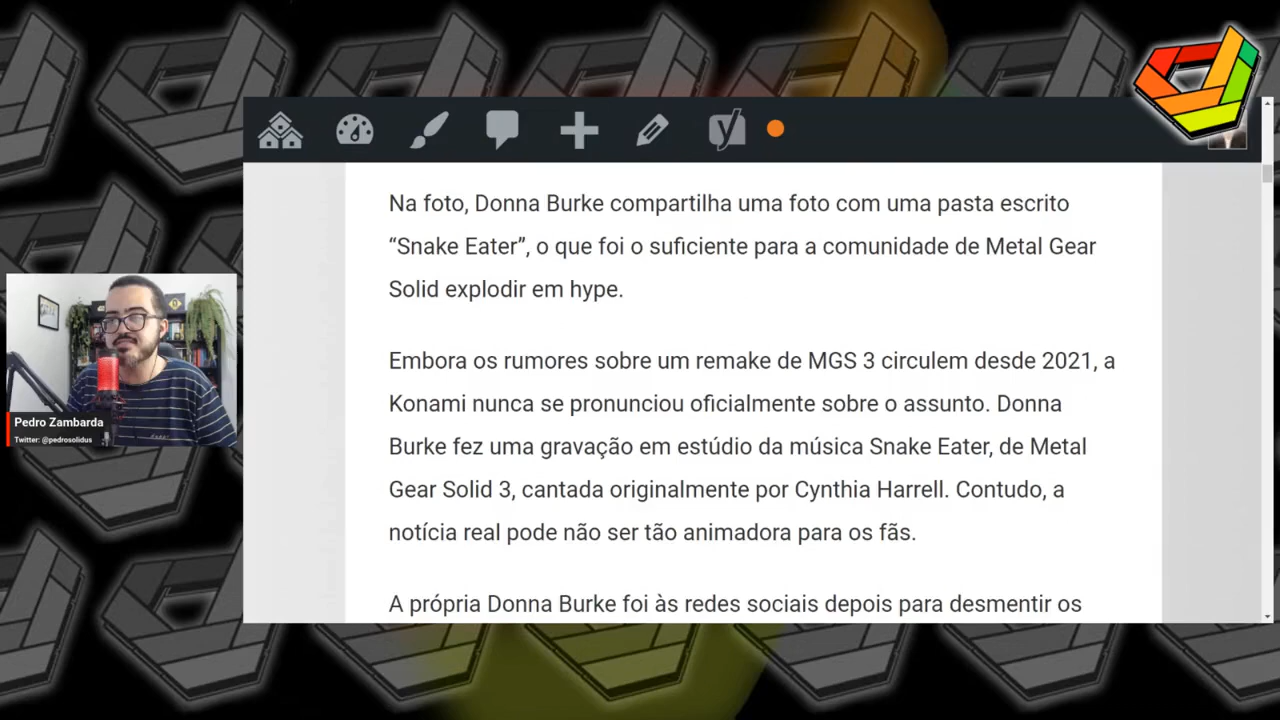 Na foto, Donna Burke compartilha uma foto com uma pasta escrito
“Snake Eater”, o que foi o suficiente para a comunidade de Metal Gear
Solid explodir em hype.
Embora os rumores sobre um remake de MGS 3 circulem desde 2021, a
Konami nunca se pronunciou oficialmente sobre o assunto. Donna
Burke fez uma gravação em estúdio da música Snake Eater, de Metal
Gear Solid 3, cantada originalmente por Cynthia Harrell. Contudo, a
notícia real pode não ser tão animadora para os fãs.
A própria Donna Burke foi às redes sociais depois para desmentir os
Pedro Zambarda
Twitter: @pedrosolidus